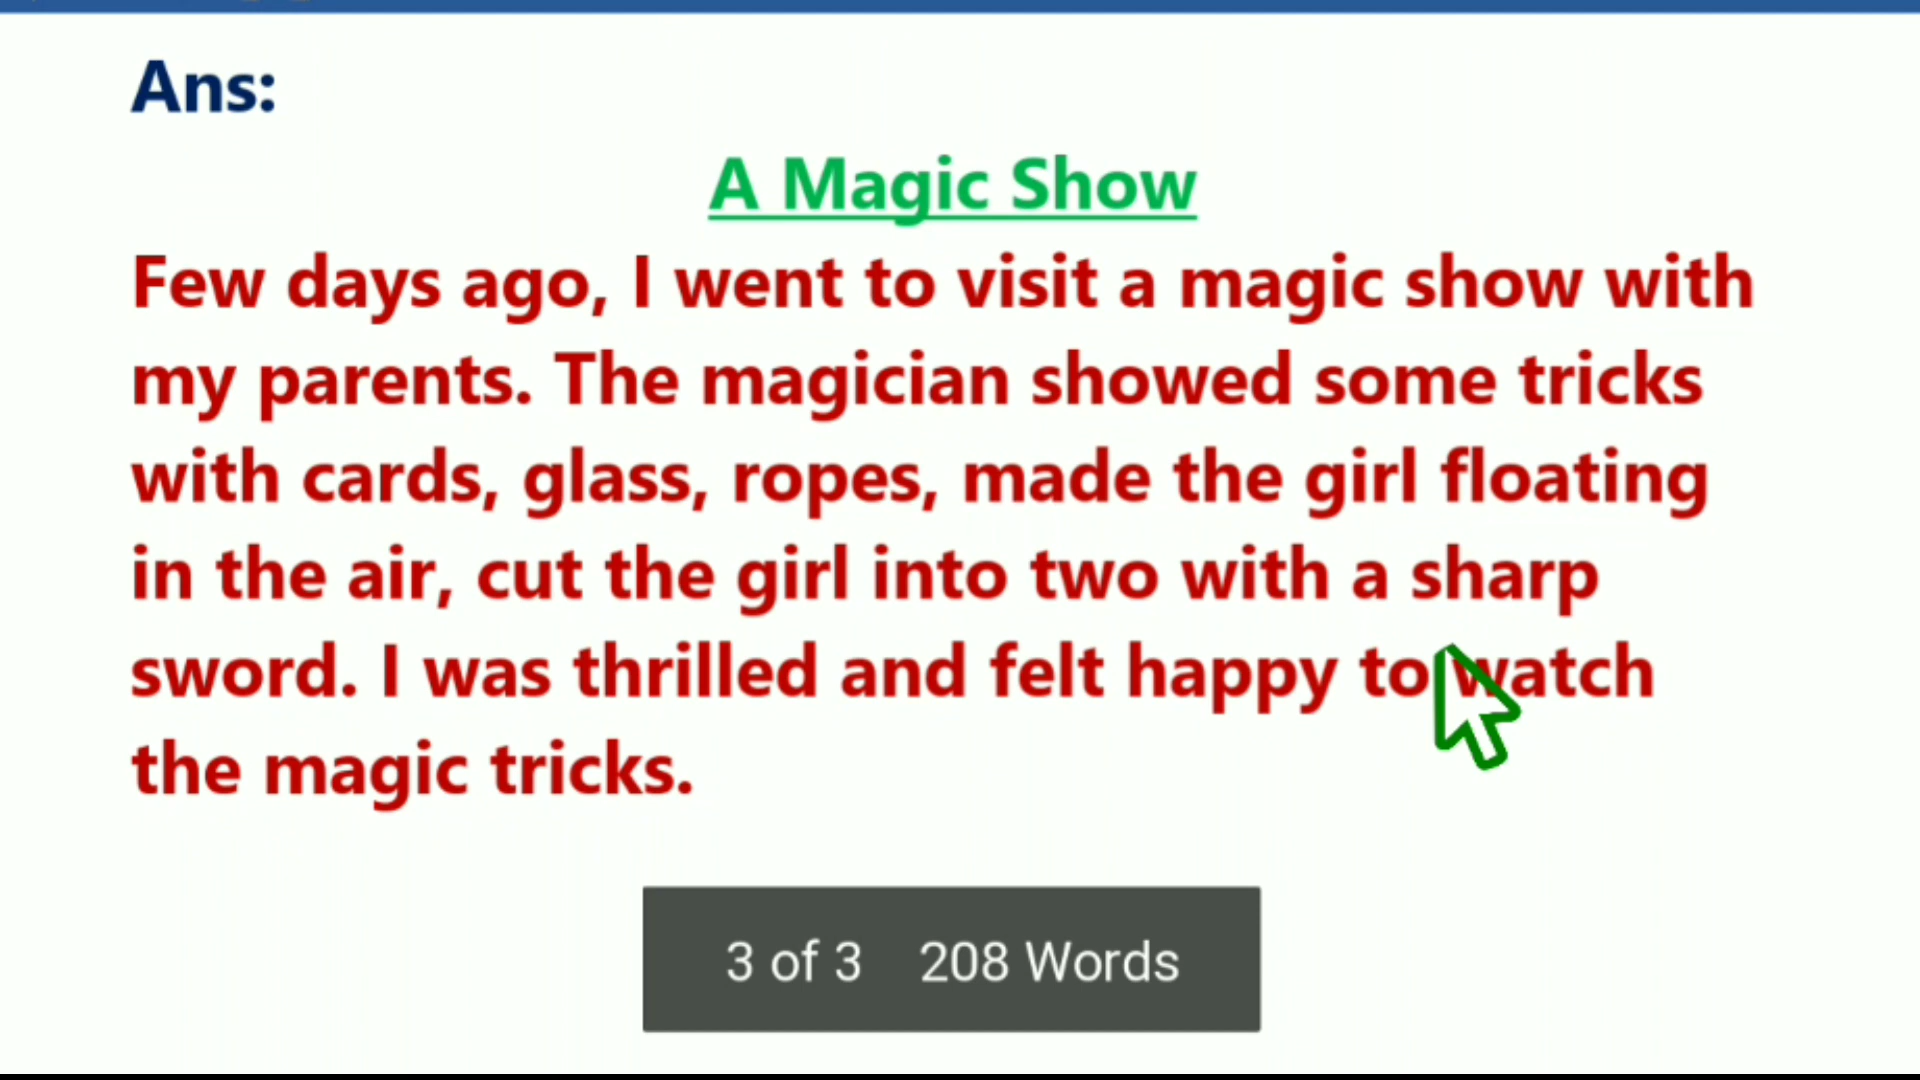 Ans:
A Magic Show
Few days ago, I went to visit a magic show with
my parents. The magician showed some tricks
with cards, glass, ropes, made the girl floating
in the air, cut the girl into two with a sharp
sword. I was thrilled and felt happy to watch
the magic tricks.
3 of 3 208 Words